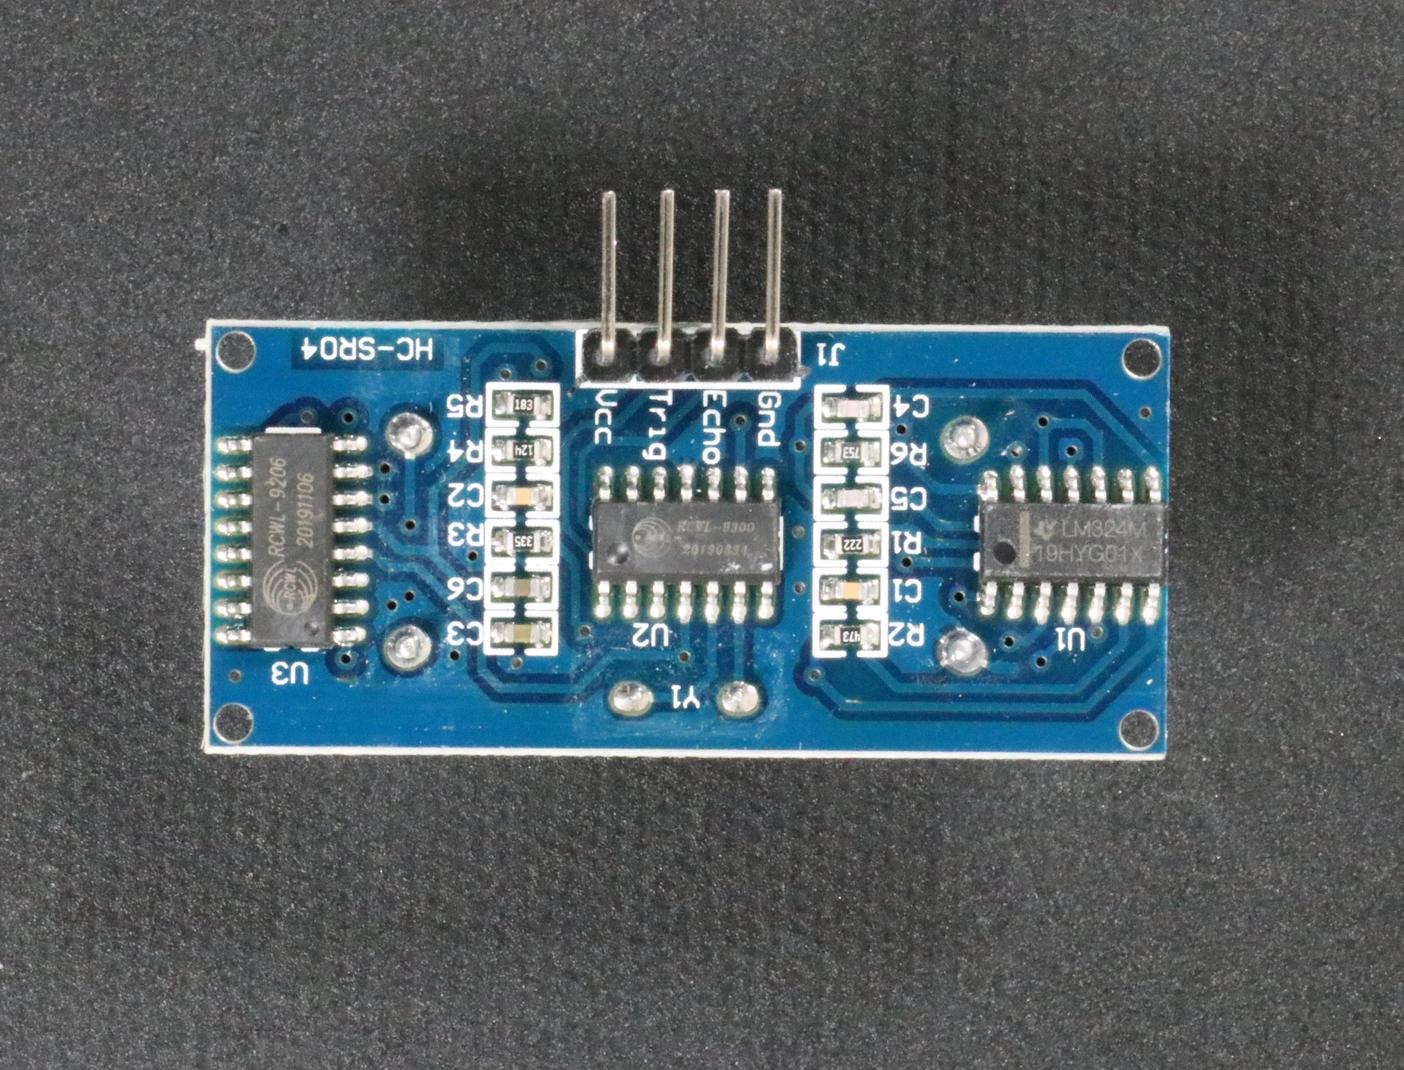 HC-SR04
J1
Vcc
Trig
Echo
Gnd
R5
183
R4
124
C2
R3
335
C6
C3
C4
R6
753
C5
R1
222
C1
R2
473
RCWL-9206
20191106
RCWL
U3
RCWL-9300
U2
Y1
LM324M
19HYG01X
U1